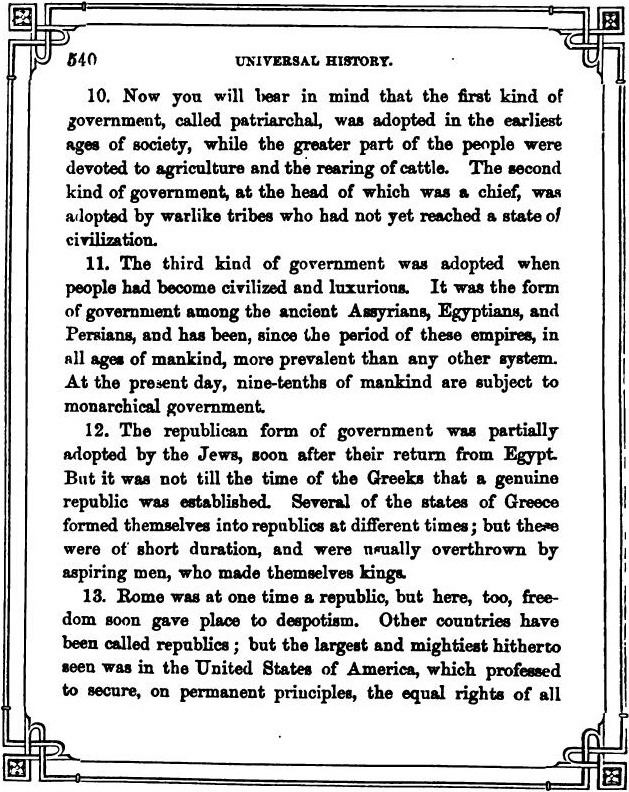 540 UNIVERSAL HISTORY.
10. Now you will bear in mind that the first kind of
government, called patriarchal, was adopted in the earliest
ages of society, while the greater part of the people were
devoted to agriculture and the rearing of cattle. The second
kind of government, at the head of which was a chief, was
adopted by warlike tribes who had not yet reached a state of
civilization.
11. The third kind of government was adopted when
people had become civilized and luxurious. It was the form
of government among the ancient Assyrians, Egyptians, and
Persians, and has been, since the period of these empires, in
all ages of mankind, more prevalent than any other system.
At the present day, nine-tenths of mankind are subject to
monarchical government.
12. The republican form of government was partially
adopted by the Jews, soon after their return from Egypt.
But it was not till the time of the Greeks that a genuine
republic was established. Several of the states of Greece
formed themselves into republics at different times; but these
were of short duration, and were usually overthrown by
aspiring men, who made themselves kings.
13. Rome was at one time a republic, but here, too, free-
dom soon gave place to despotism. Other countries have
been called republics; but the largest and mightiest hitherto
seen was in the United States of America, which professed
to secure, on permanent principles, the equal rights of all